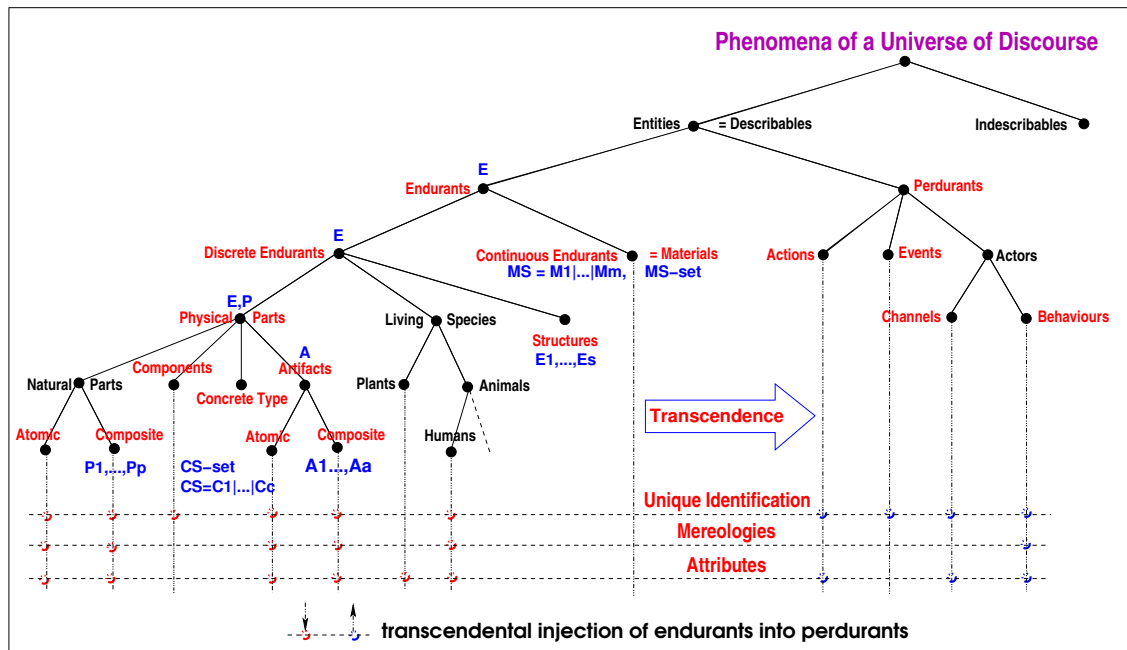 Phenomena of a Universe of Discourse
Entities = Describables
Indescribables
E
Endurants
Perdurants
E
Discrete Endurants
Continuous Endurants = Materials
MS = M1|...|Mm, MS-set
Actions
Events
Actors
E,P
Physical Parts
Living Species
Structures
E1,...,Es
Channels
Behaviours
A
Natural Parts
Components
Concrete Type
Artifacts
Plants
Animals
Transcendence
Atomic
Composite
Atomic
Composite
Humans
P1,...,Pp
CS-set
CS=C1|...|Cc
A1...,Aa
Unique Identification
Mereologies
Attributes
transcendental injection of endurants into perdurants